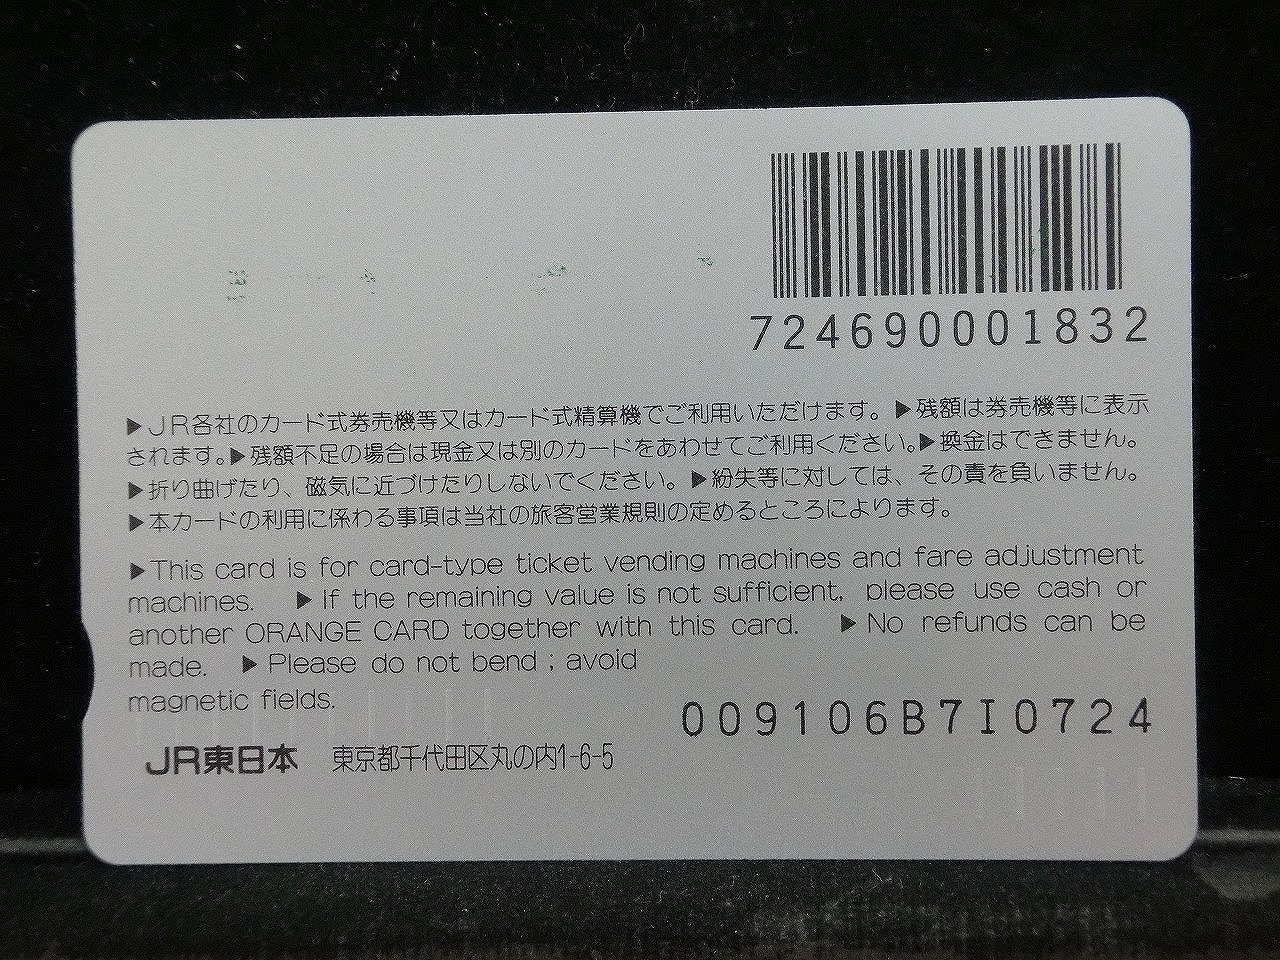 724690001832
▶JR各社のカード式券売機等又はカード式精算機でご利用いただけます。▶残額は券売機等に表示
されます。▶残額不足の場合は現金又は別のカードをあわせてご利用ください。▶換金はできません。
▶折り曲げたり、磁気に近づけたりしないでください。▶紛失等に対しては、その責を負いません。
▶本カードの利用に係わる事項は当社の旅客営業規則の定めるところによります。
▶This card is for card-type ticket vending machines and fare adjustment
machines. ▶If the remaining value is not sufficient, please use cash or
another ORANGE CARD together with this card. ▶No refunds can be
made. ▶Please do not bend ; avoid
magnetic fields.
009106B7I0724
JR東日本 東京都千代田区丸の内1-6-5